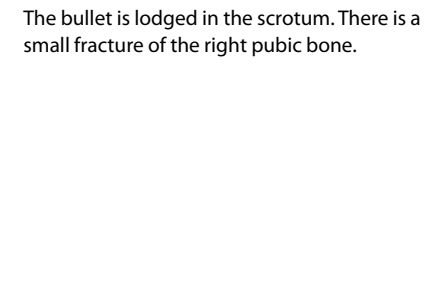 The bullet is lodged in the scrotum. There is a
small fracture of the right pubic bone.